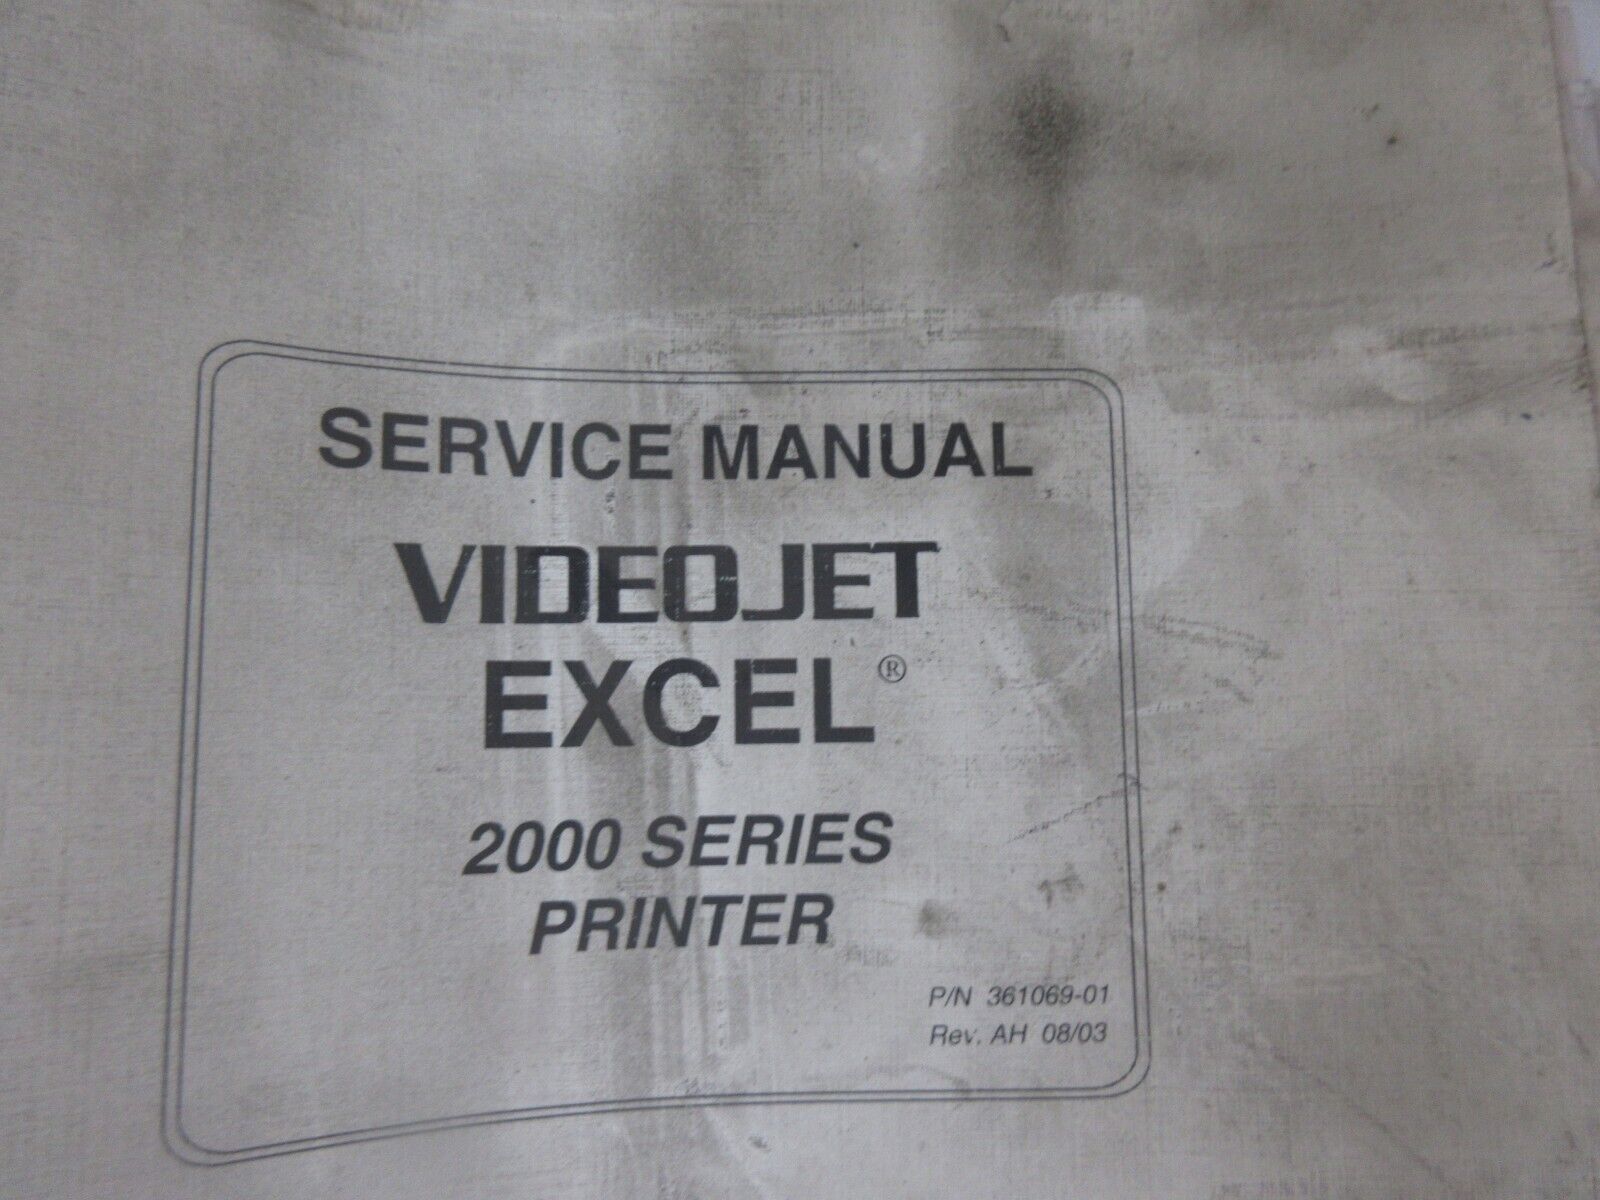 SERVICE MANUAL
VIDEOJET
EXCEL®
2000 SERIES
PRINTER
P/N 361069-01
Rev. AH 08/03